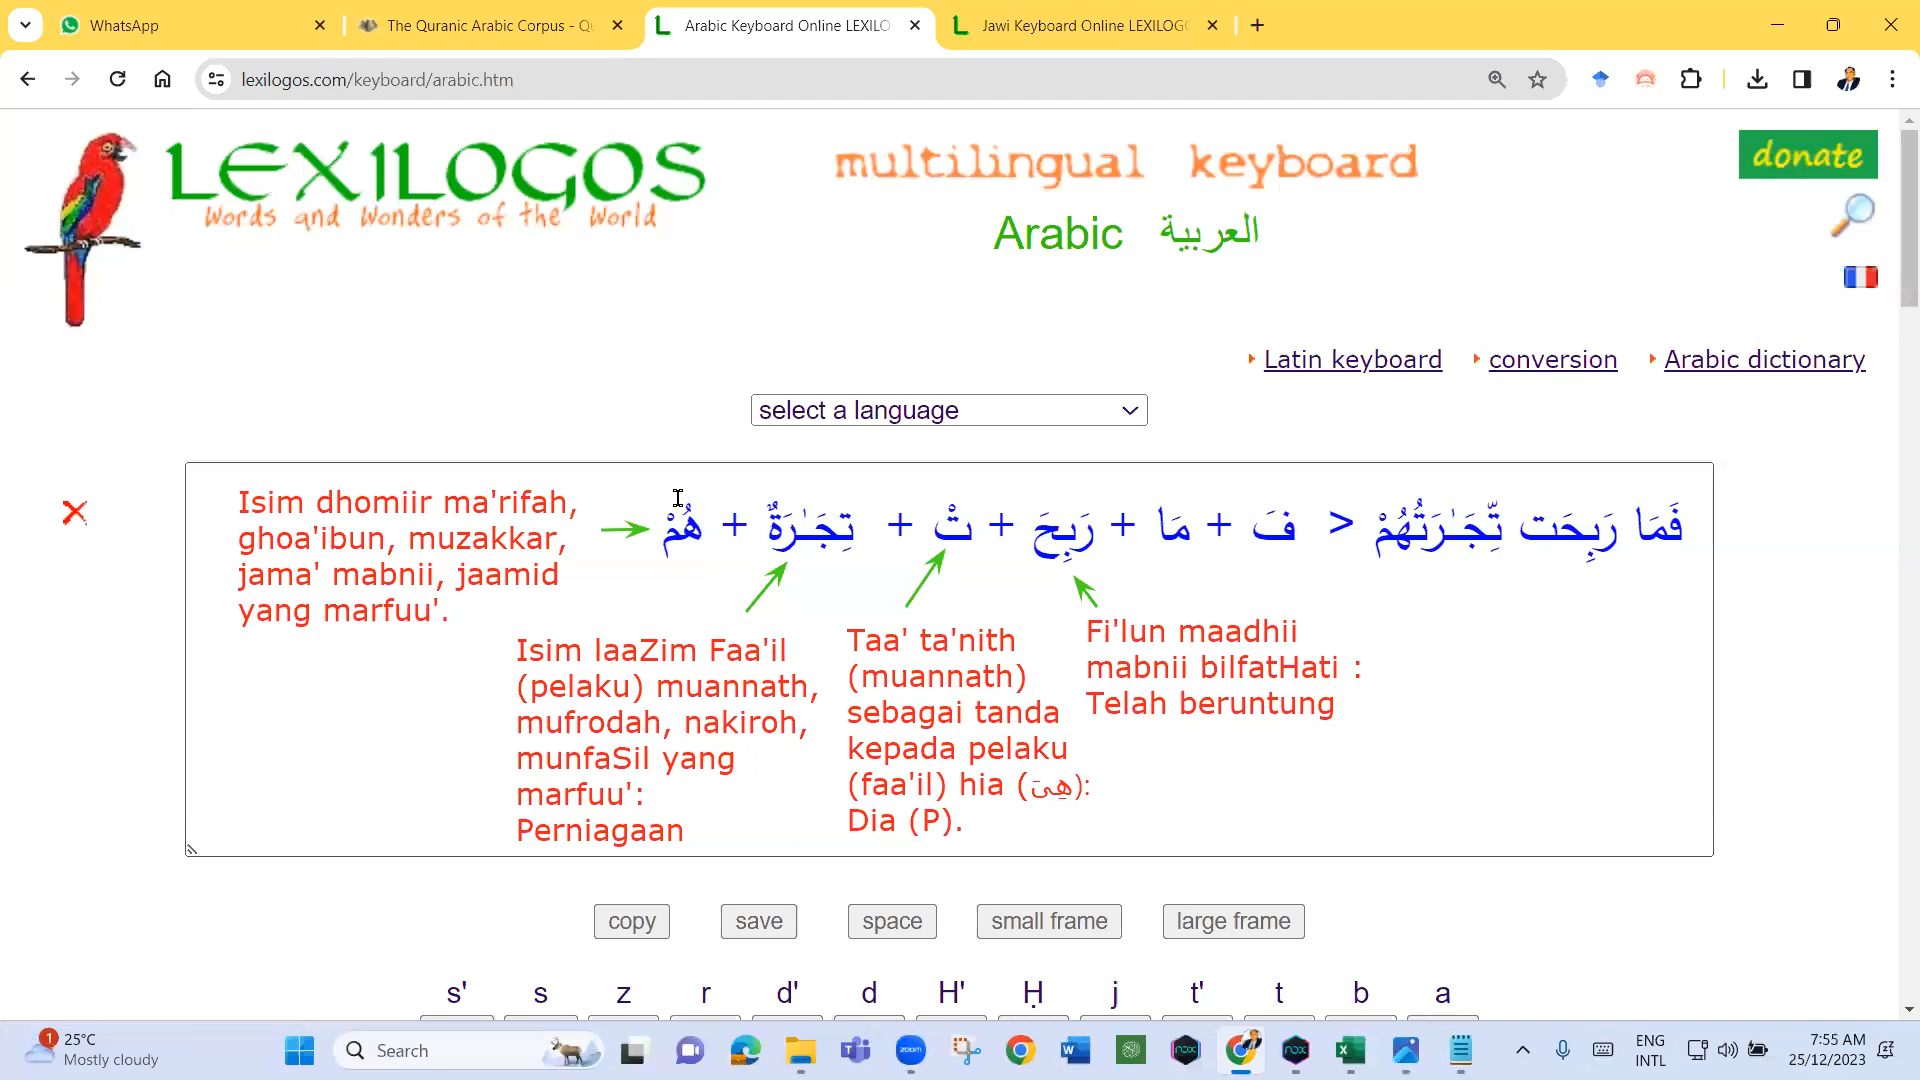 WhatsApp
The Quranic Arabic Corpus - Qu
Arabic Keyboard Online LEXILO
Jawi Keyboard Online LEXILOG
lexilogos.com/keyboard/arabic.htm
LEXILOGOS
Words and Wonders of the World
multilingual keyboard
Arabic العربية
donate
Latin keyboard
conversion
Arabic dictionary
select a language
فَمَا رَبِحَت تِّجَـٰرَتُهُمْ > فَ + مَا + رَبِحَ + تْ + تِجَـٰرَةٌ + هُمْ
Isim dhomiir ma'rifah,
ghoa'ibun, muzakkar,
jama' mabnii, jaamid
yang marfuu'.
Isim laaZim Faa'il
(pelaku) muannath,
mufrodah, nakiroh,
munfaSil yang
marfuu':
Perniagaan
Taa' ta'nith
(muannath)
sebagai tanda
kepada pelaku
(faa'il) hia (هِىَ):
Dia (P).
Fi'lun maadhii
mabnii bilfatHati :
Telah beruntung
copy
save
space
small frame
large frame
s' s z r d' d H' Ḥ j t' t b a
1
25°C
Mostly cloudy
Search
zoom
nox
nox
ENG
INTL
7:55 AM
25/12/2023